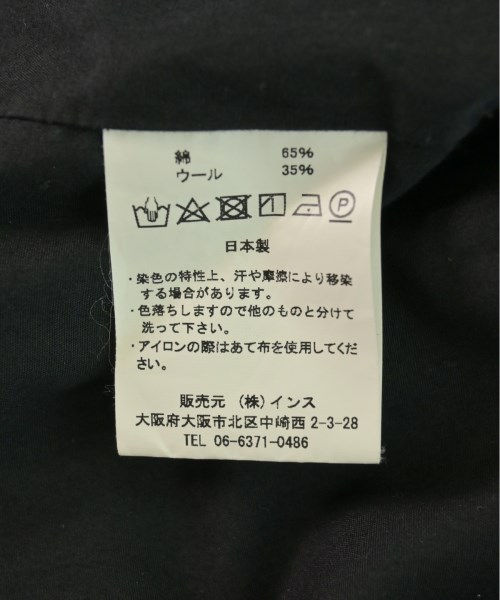 綿 65%
ウール 35%
P
日本製
・染色の特性上、汗や摩擦により移染
する場合があります。
・色落ちしますので他のものと分けて
洗って下さい。
・アイロンの際はあて布を使用してくだ
さい。
販売元 (株)インス
大阪府大阪市北区中崎西2-3-28
TEL 06-6371-0486